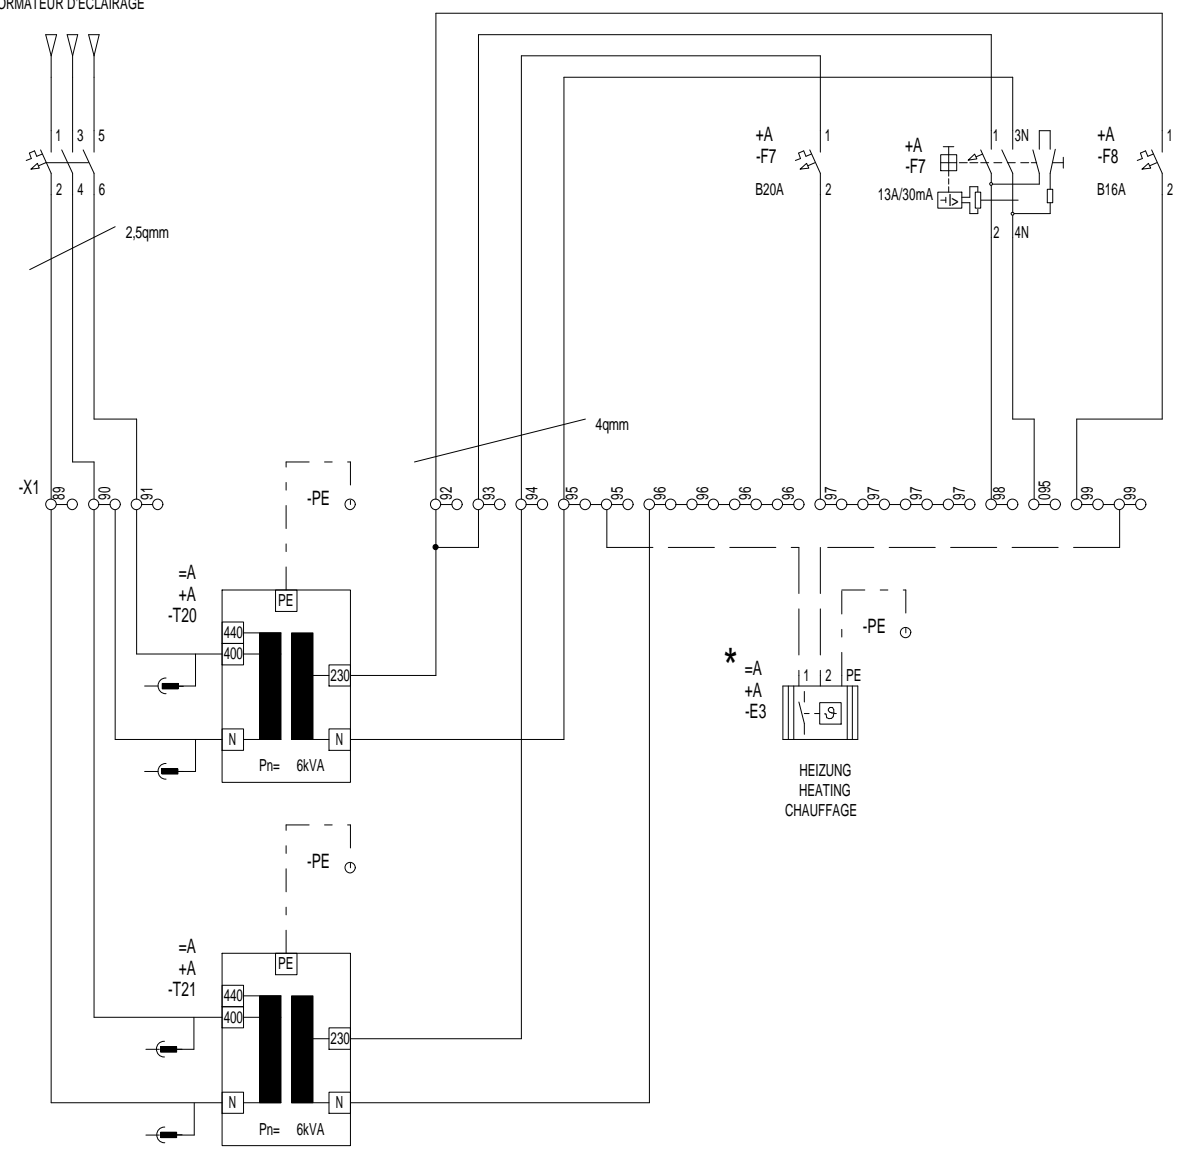 ORMATEUR D'ECLAIRAGE
1 3 5
2 4 6
2,5qmm
+A
-F7
B20A
1
2
+A
-F7
13A/30mA
1 3N
2 4N
+A
-F8
B16A
1
2
4qmm
-X1
89 90 91 92 93 94 95 95 96 96 96 96 97 97 97 97 98 095 99 99
-PE
=A
+A
-T20
PE
440
400
230
N
N
Pn= 6kVA
-PE
*
=A
+A
-E3
1 2 PE
ϑ
HEIZUNG
HEATING
CHAUFFAGE
-PE
=A
+A
-T21
PE
440
400
230
N
N
Pn= 6kVA